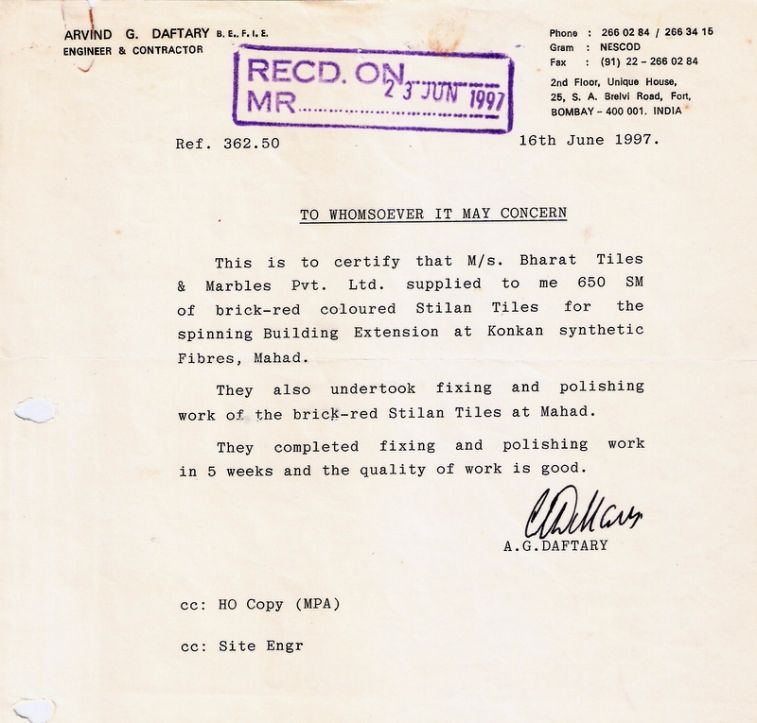 ARVIND G. DAFTARY B. E., F. I. E.
ENGINEER & CONTRACTOR
Phone : 266 02 84 / 266 34 15
Gram : NESCOD
Fax : (91) 22 – 266 02 84
2nd Floor, Unique House,
25, S. A. Brelvi Road, Fort,
BOMBAY – 400 001. INDIA
RECD. ON 23 JUN 1997
MR
Ref. 362.50
16th June 1997.
TO WHOMSOEVER IT MAY CONCERN
This is to certify that M/s. Bharat Tiles
& Marbles Pvt. Ltd. supplied to me 650 SM
of brick-red coloured Stilan Tiles for the
spinning Building Extension at Konkan synthetic
Fibres, Mahad.
They also undertook fixing and polishing
work of the brick-red Stilan Tiles at Mahad.
They completed fixing and polishing work
in 5 weeks and the quality of work is good.
A.G.DAFTARY
cc: HO Copy (MPA)
cc: Site Engr